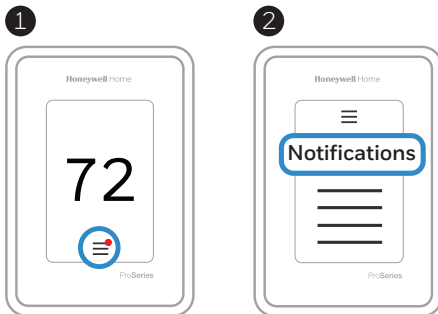 1
Honeywell Home
72
ProSeries
2
Honeywell Home
Notifications
ProSeries